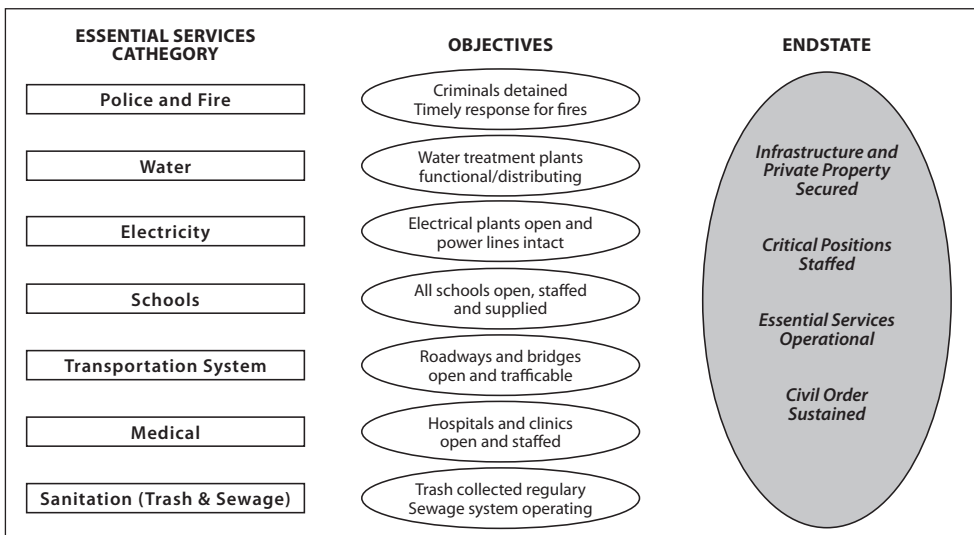 ESSENTIAL SERVICES
CATHEGORY
OBJECTIVES
ENDSTATE
Police and Fire
Criminals detained
Timely response for fires
Water
Water treatment plants
functional/distributing
Electricity
Electrical plants open and
power lines intact
Schools
All schools open, staffed
and supplied
Transportation System
Roadways and bridges
open and trafficable
Medical
Hospitals and clinics
open and staffed
Sanitation (Trash & Sewage)
Trash collected regulary
Sewage system operating
Infrastructure and
Private Property
Secured
Critical Positions
Staffed
Essential Services
Operational
Civil Order
Sustained